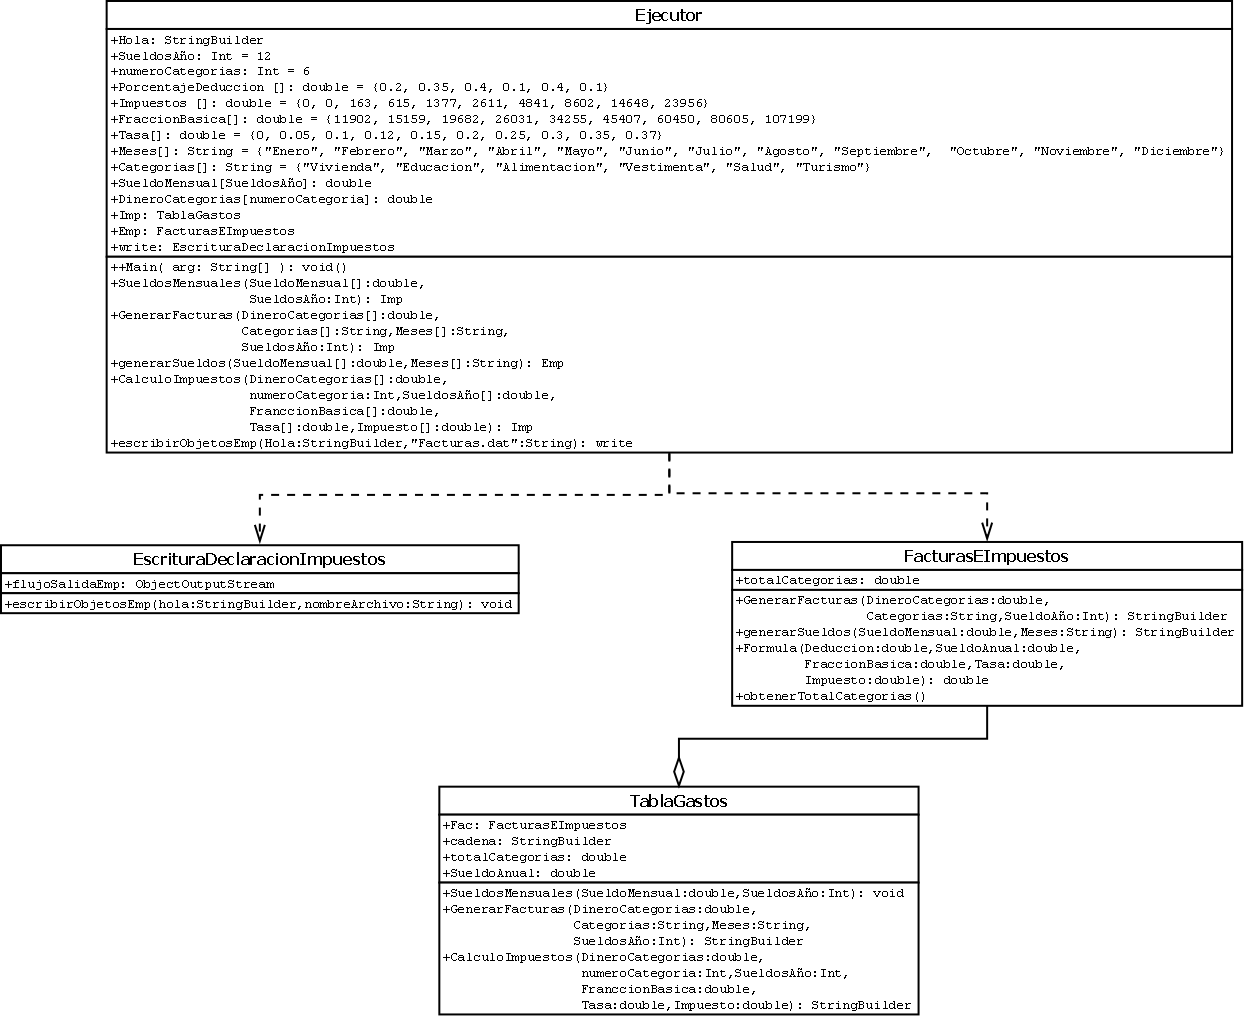 Ejecutor
+Hola: StringBuilder
+SueldosAño: Int = 12
+numeroCategorias: Int = 6
+PorcentajeDeduccion []: double = {0.2, 0.35, 0.4, 0.1, 0.4, 0.1}
+Impuestos []: double = {0, 0, 163, 615, 1377, 2611, 4841, 8602, 14648, 23956}
+FraccionBasica[]: double = {11902, 15159, 19682, 26031, 34255, 45407, 60450, 80605, 107199}
+Tasa[]: double = {0, 0.05, 0.1, 0.12, 0.15, 0.2, 0.25, 0.3, 0.35, 0.37}
+Meses[]: String = {"Enero", "Febrero", "Marzo", "Abril", "Mayo", "Junio", "Julio", "Agosto", "Septiembre",  "Octubre", "Noviembre", "Diciembre"}
+Categorias[]: String = {"Vivienda", "Educacion", "Alimentacion", "Vestimenta", "Salud", "Turismo"}
+SueldoMensual[SueldosAño]: double
+DineroCategorias[numeroCategoria]: double
+Imp: TablaGastos
+Emp: FacturasEImpuestos
+write: EscrituraDeclaracionImpuestos
++Main( arg: String[] ): void()
+SueldosMensuales(SueldoMensual[]:double,
SueldosAño:Int): Imp
+GenerarFacturas(DineroCategorias[]:double,
Categorias[]:String,Meses[]:String,
SueldosAño:Int): Imp
+generarSueldos(SueldoMensual[]:double,Meses[]:String): Emp
+CalculoImpuestos(DineroCategorias[]:double,
numeroCategoria:Int,SueldosAño[]:double,
FranccionBasica[]:double,
Tasa[]:double,Impuesto[]:double): Imp
+escribirObjetosEmp(Hola:StringBuilder,"Facturas.dat":String): write
EscrituraDeclaracionImpuestos
+flujoSalidaEmp: ObjectOutputStream
+escribirObjetosEmp(hola:StringBuilder,nombreArchivo:String): void
FacturasEImpuestos
+totalCategorias: double
+GenerarFacturas(DineroCategorias:double,
Categorias:String,SueldoAño:Int): StringBuilder
+generarSueldos(SueldoMensual:double,Meses:String): StringBuilder
+Formula(Deduccion:double,SueldoAnual:double,
FraccionBasica:double,Tasa:double,
Impuesto:double): double
+obtenerTotalCategorias()
TablaGastos
+Fac: FacturasEImpuestos
+cadena: StringBuilder
+totalCategorias: double
+SueldoAnual: double
+SueldosMensuales(SueldoMensual:double,SueldosAño:Int): void
+GenerarFacturas(DineroCategorias:double,
Categorias:String,Meses:String,
SueldosAño:Int): StringBuilder
+CalculoImpuestos(DineroCategorias:double,
numeroCategoria:Int,SueldosAño:Int,
FranccionBasica:double,
Tasa:double,Impuesto:double): StringBuilder